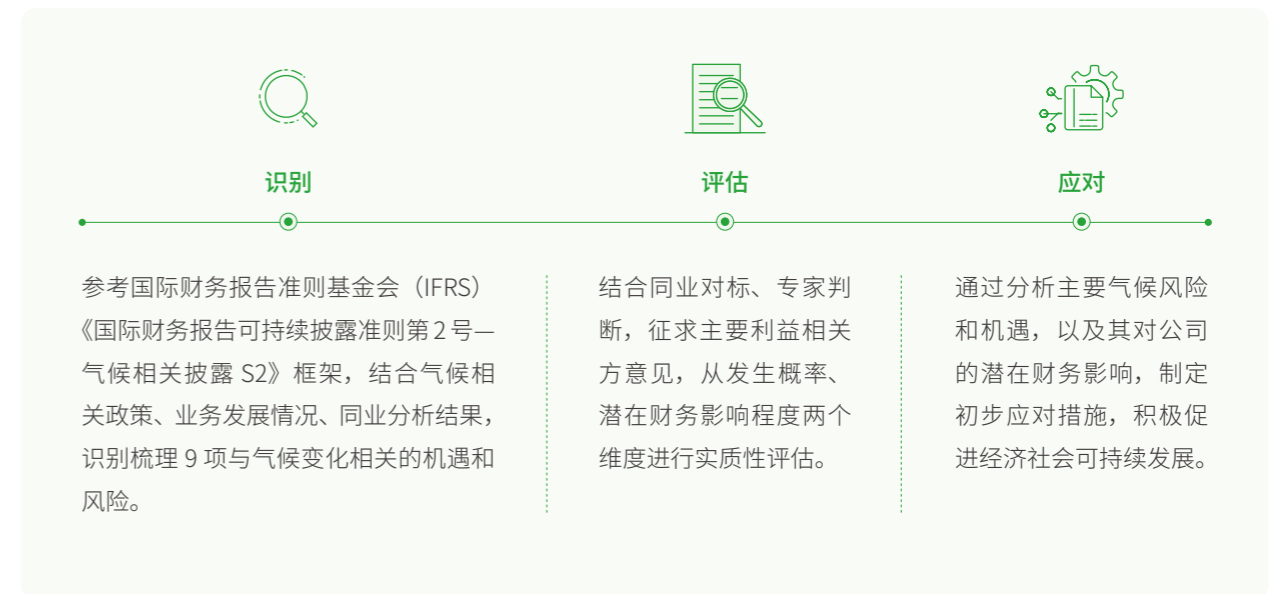 识别
参考国际财务报告准则基金会（IFRS）
《国际财务报告可持续披露准则第 2 号—
气候相关披露 S2》框架，结合气候相
关政策、业务发展情况、同业分析结果，
识别梳理 9 项与气候变化相关的机遇和
风险。
评估
结合同业对标、专家判
断，征求主要利益相关
方意见，从发生概率、
潜在财务影响程度两个
维度进行实质性评估。
应对
通过分析主要气候风险
和机遇，以及其对公司
的潜在财务影响，制定
初步应对措施，积极促
进经济社会可持续发展。